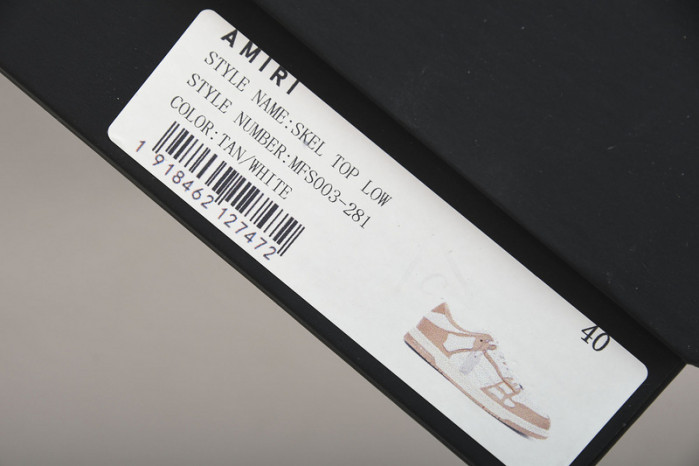 AMIRI
STYLE NAME:SKEL TOP LOW
STYLE NUMBER:MFS003-281
COLOR:TAN/WHITE
1 918462 127472
40